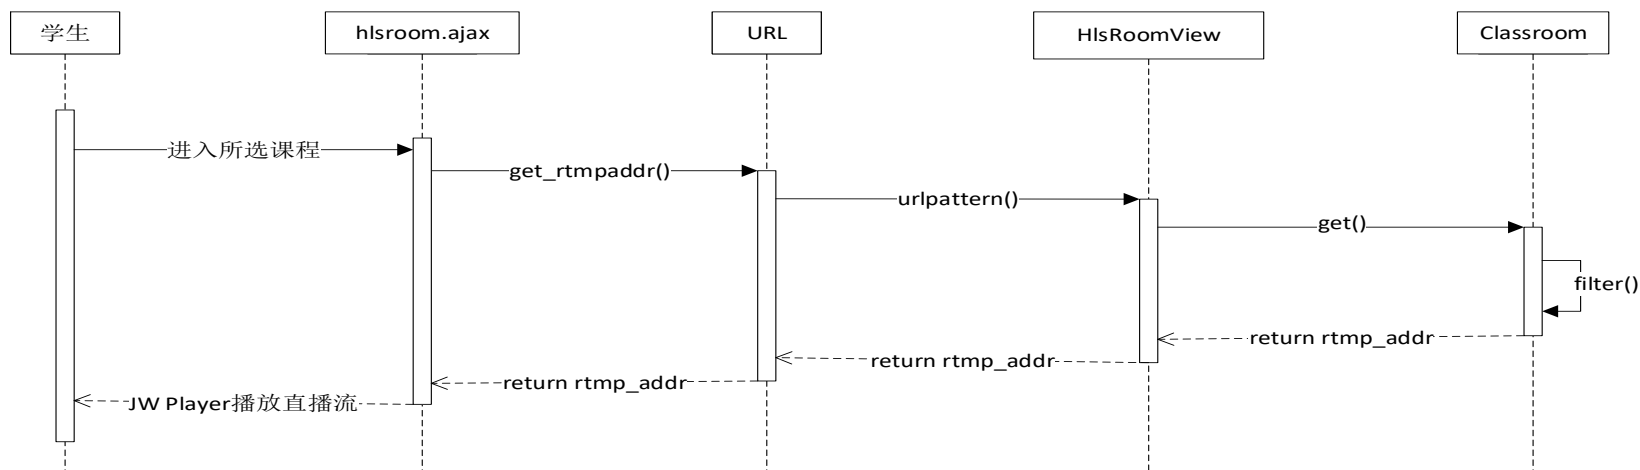 学生
hlsroom.ajax
URL
HlsRoomView
Classroom
进入所选课程
get_rtmpaddr()
urlpattern()
get()
filter()
return rtmp_addr
return rtmp_addr
return rtmp_addr
JW Player播放直播流